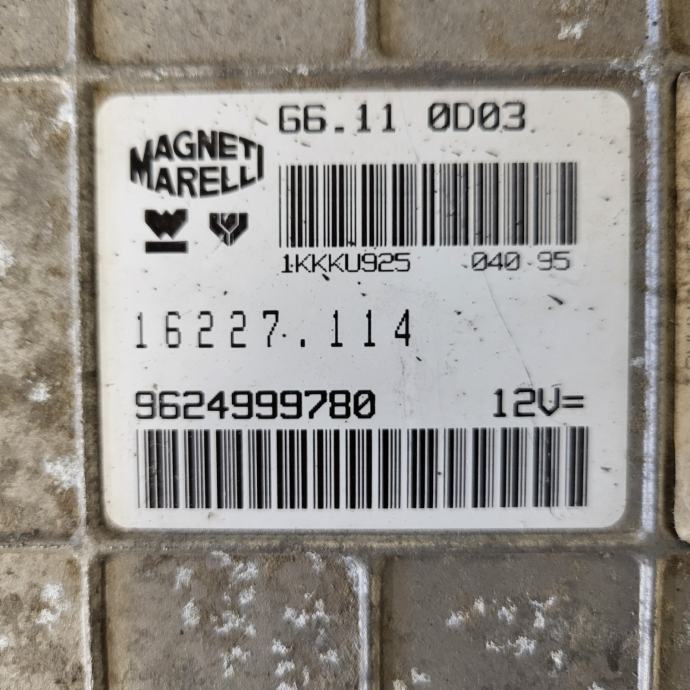 G6.11 0D03
MAGNETI
MARELLI
1KKKU925 040 95
16227.114
9624999780 12V=